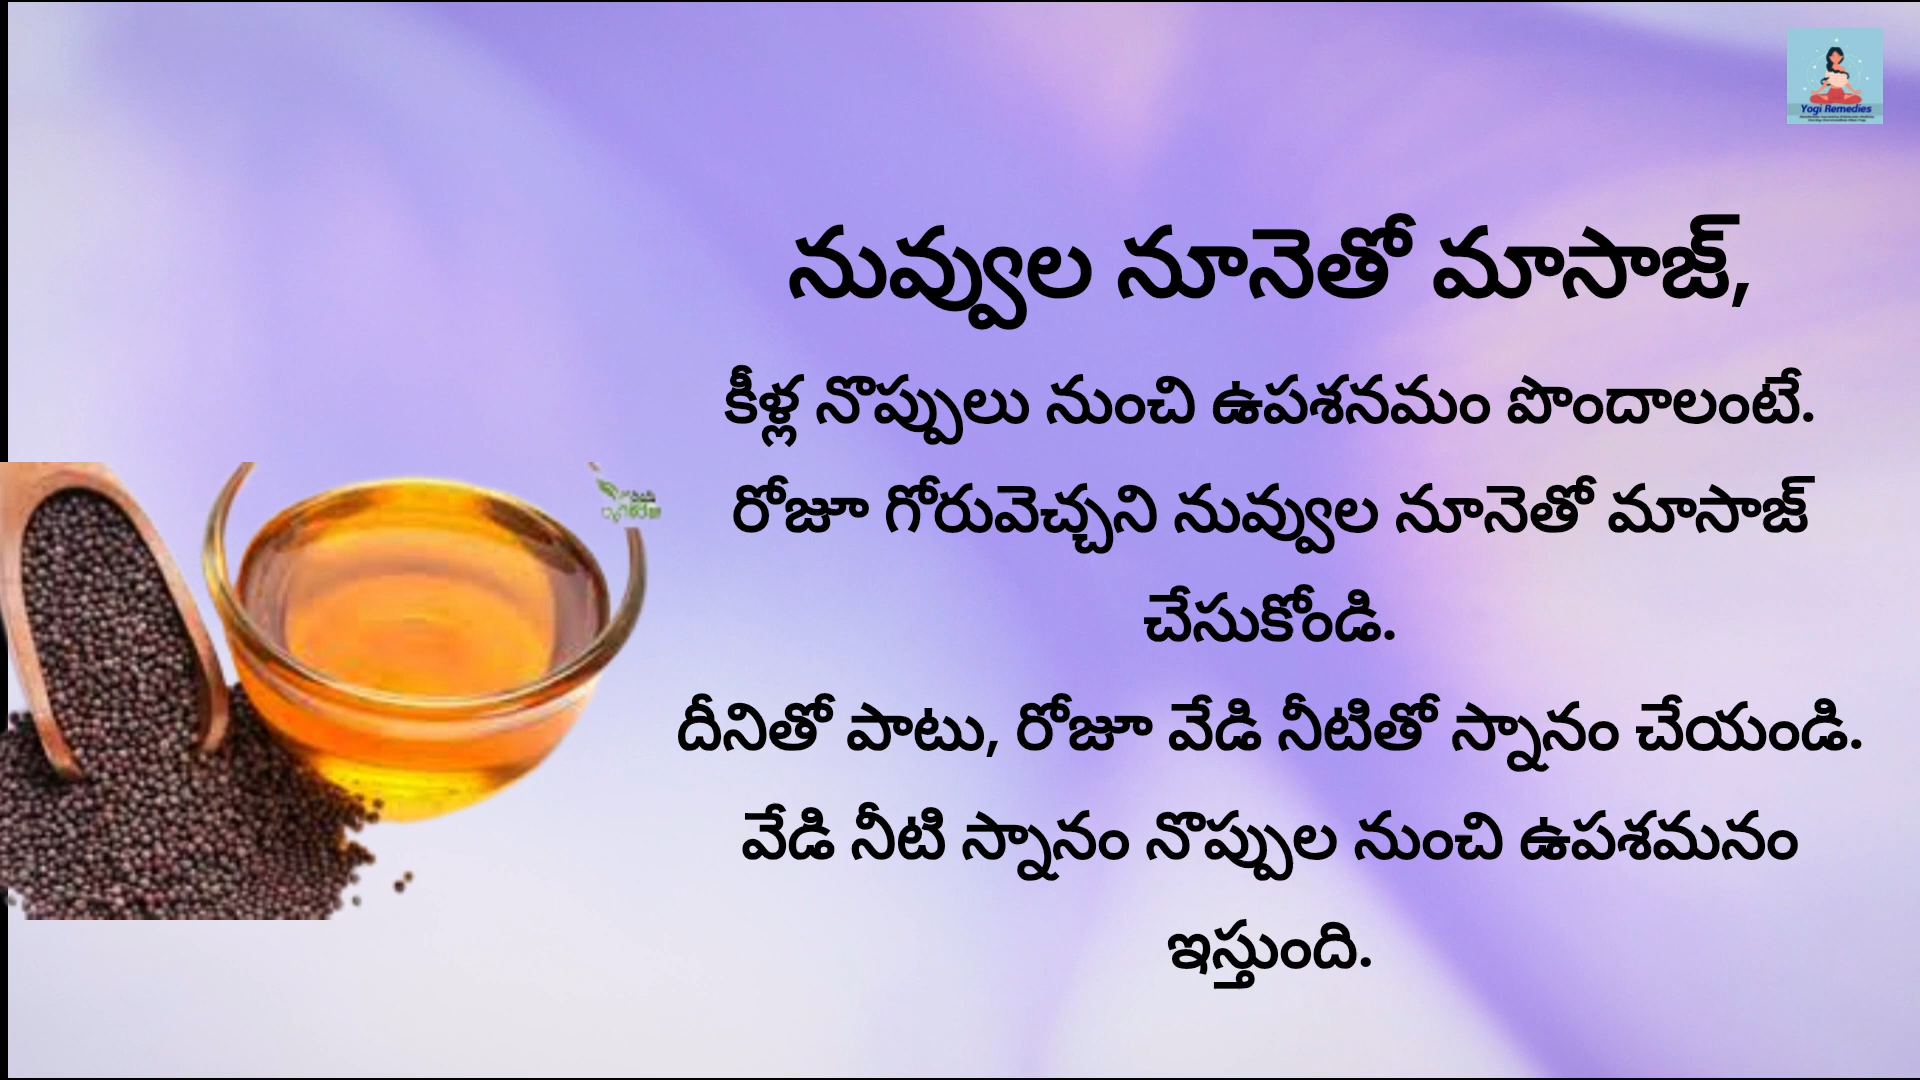 Yogi Remedies
నువ్వుల నూనెతో మాసాజ్,
కీళ్ల నొప్పులు నుంచి ఉపశనమం పొందాలంటే.
రోజూ గోరువెచ్చని నువ్వుల నూనెతో మాసాజ్
చేసుకోండి.
దీనితో పాటు, రోజూ వేడి నీటితో స్నానం చేయండి.
వేడి నీటి స్నానం నొప్పుల నుంచి ఉపశమనం
ఇస్తుంది.